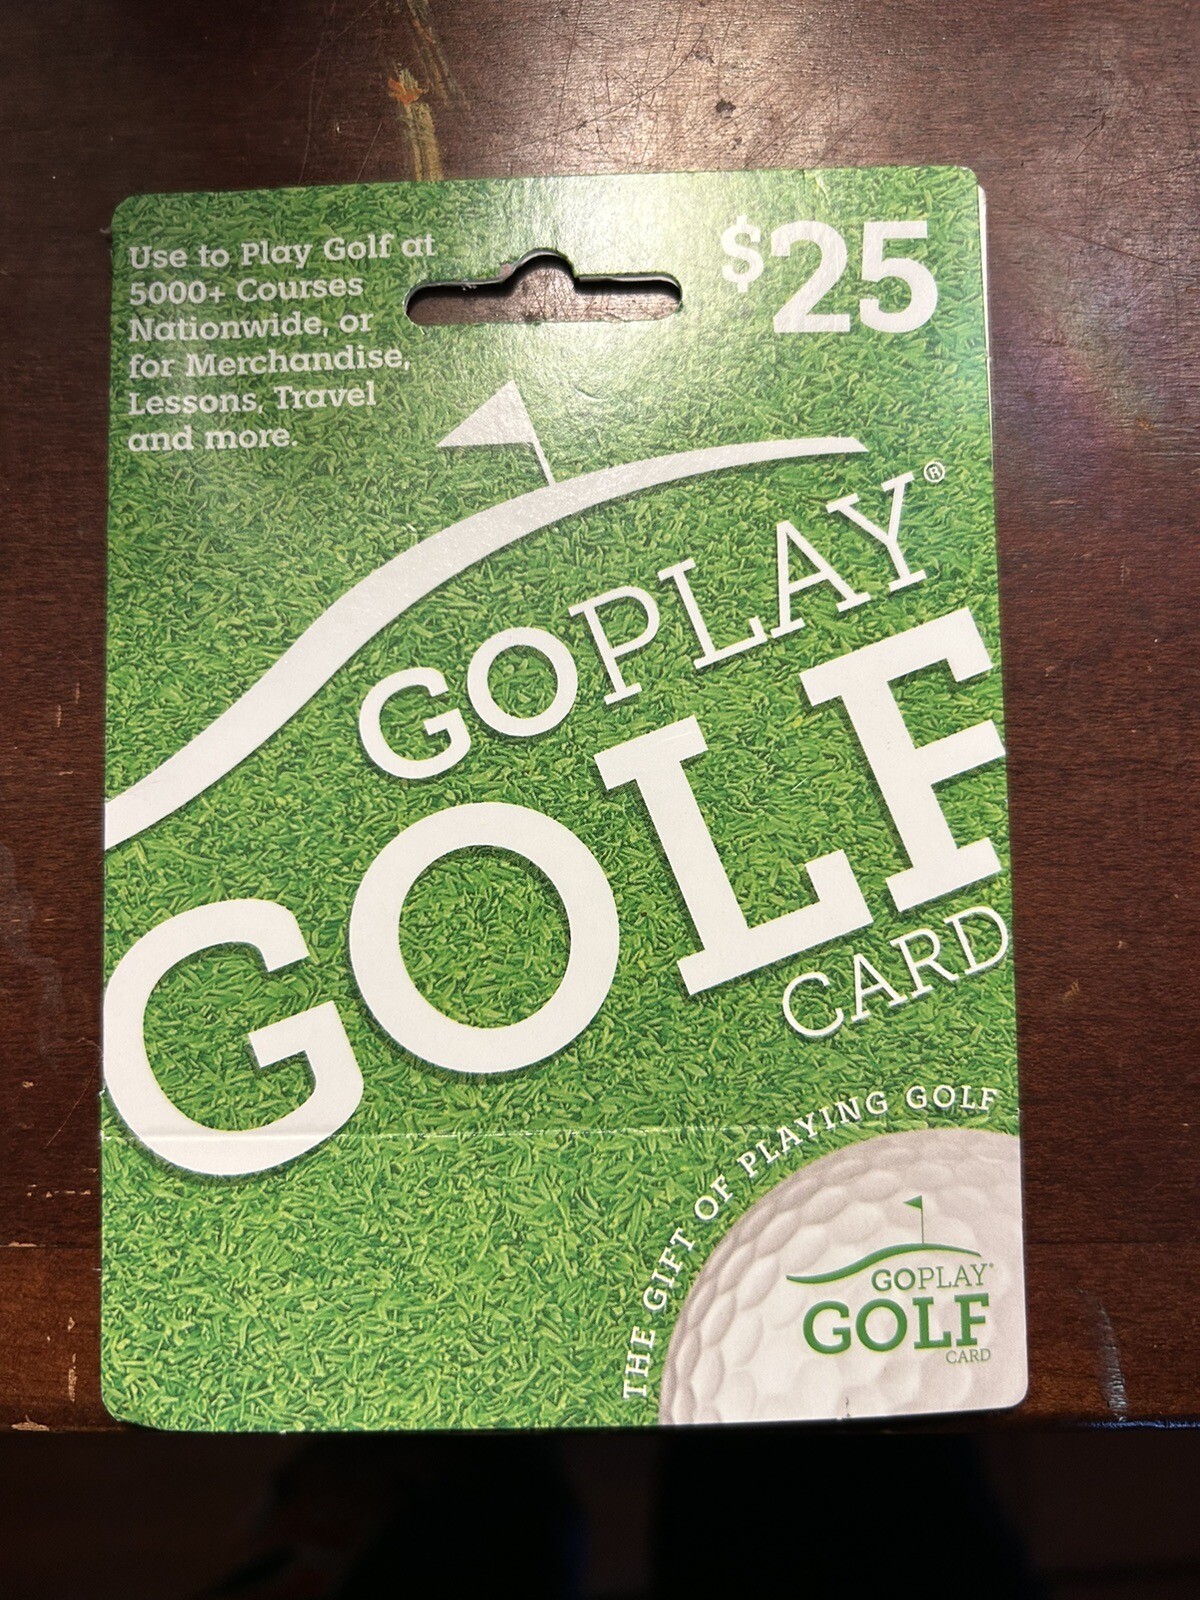 Use to Play Golf at
5000+ Courses
Nationwide, or
for Merchandise,
Lessons, Travel
and more.
$25
GOPLAY®
GOLF
CARD
THE GIFT OF PLAYING GOLF
GOPLAY®
GOLF
CARD